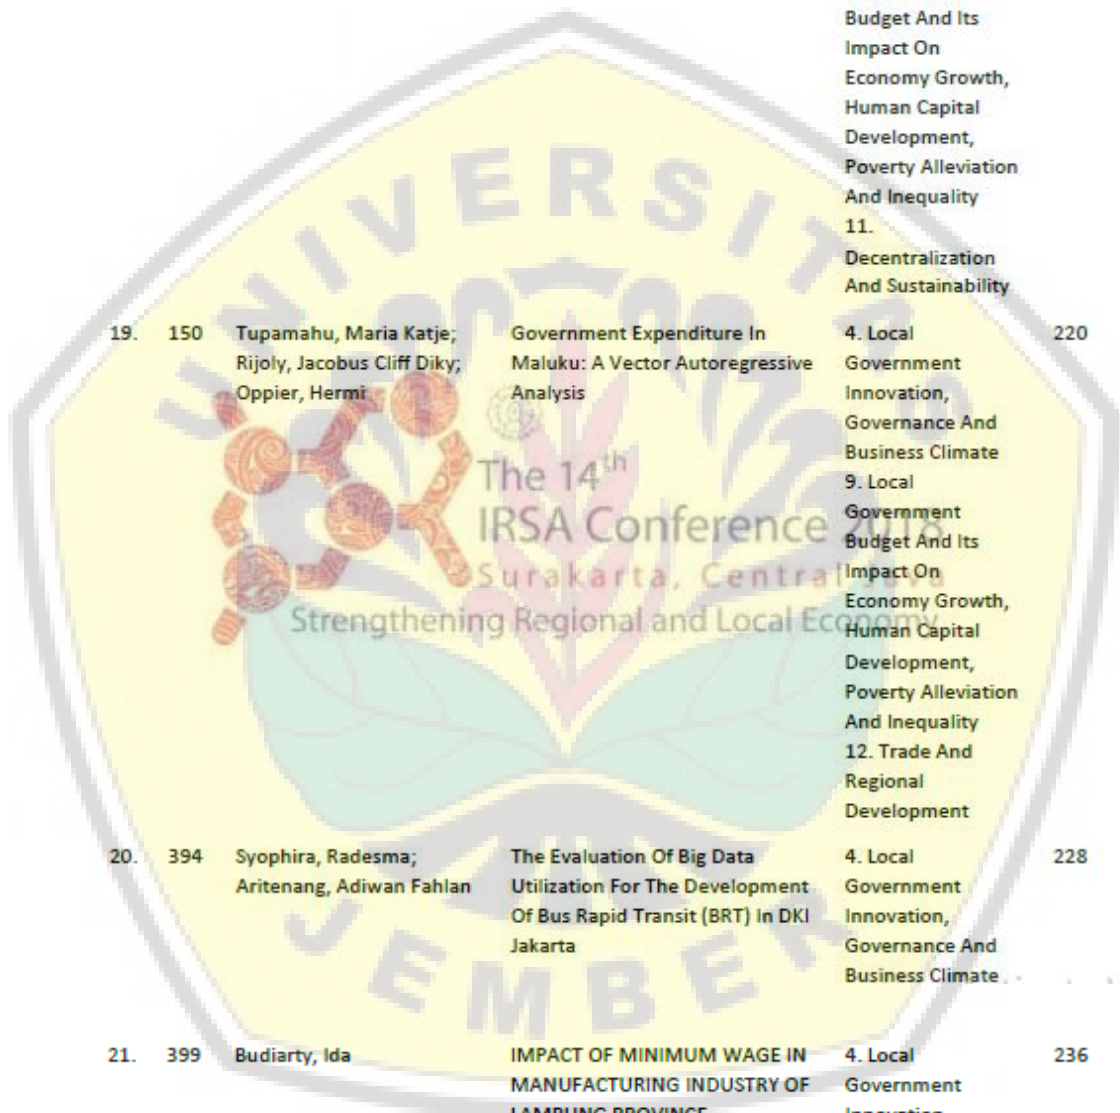 Budget And Its
Impact On
Economy Growth,
Human Capital
Development,
Poverty Alleviation
And Inequality
11.
Decentralization
And Sustainability
19. 150 Tupamahu, Maria Katje; Government Expenditure In 4. Local 220
Rijoly, Jacobus Cliff Diky; Maluku: A Vector Autoregressive Government
Oppier, Hermi Analysis Innovation,
Governance And
Business Climate
9. Local
Government
Budget And Its
Impact On
Economy Growth,
Human Capital
Development,
Poverty Alleviation
And Inequality
12. Trade And
Regional
Development
20. 394 Syophira, Radesma; The Evaluation Of Big Data 4. Local 228
Aritenang, Adiwan Fahlan Utilization For The Development Government
Of Bus Rapid Transit (BRT) In DKI Innovation,
Jakarta Governance And
Business Climate
21. 399 Budiarty, Ida IMPACT OF MINIMUM WAGE IN 4. Local 236
MANUFACTURING INDUSTRY OF Government
LAMPUNG PROVINCE Innovation
The 14th
IRSA Conference 2018
Surakarta, Central Java
Strengthening Regional and Local Economy
UNIVERSITAS
JEMBER